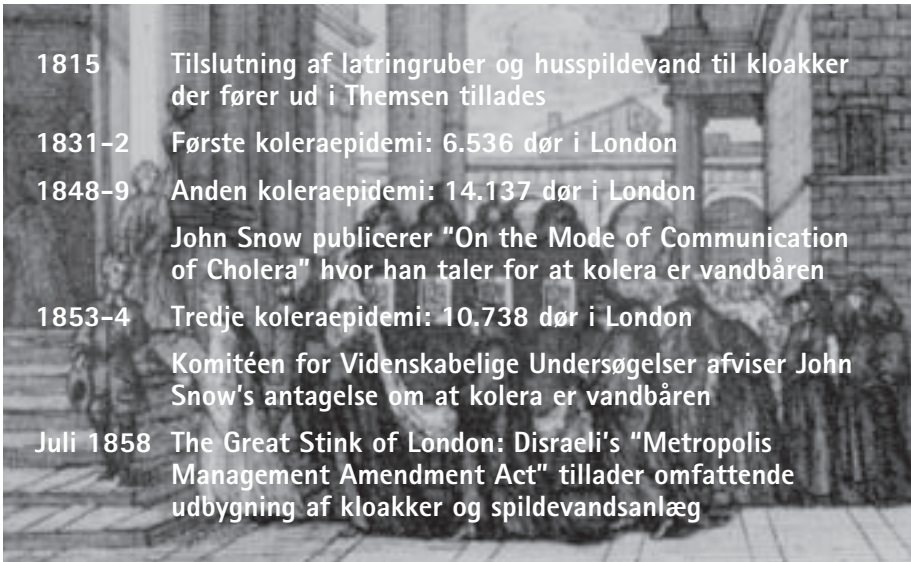 1815 Tilslutning af latringruber og husspildevand til kloakker
der fører ud i Themsen tillades
1831-2 Første koleraepidemi: 6.536 dør i London
1848-9 Anden koleraepidemi: 14.137 dør i London
John Snow publicerer "On the Mode of Communication
of Cholera" hvor han taler for at kolera er vandbåren
1853-4 Tredje koleraepidemi: 10.738 dør i London
Komitéen for Videnskabelige Undersøgelser afviser John
Snow's antagelse om at kolera er vandbåren
Juli 1858 The Great Stink of London: Disraeli's "Metropolis
Management Amendment Act" tillader omfattende
udbygning af kloakker og spildevandsanlæg